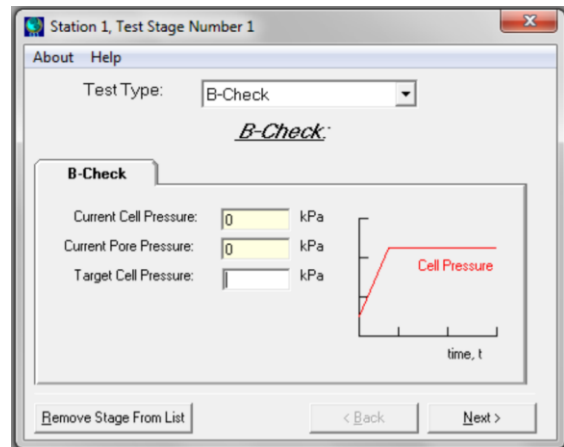 Station 1, Test Stage Number 1
About Help
Test Type: B-Check
B-Check:
B-Check
Current Cell Pressure: 0 kPa
Current Pore Pressure: 0 kPa
Target Cell Pressure: kPa
Cell Pressure
time, t
Remove Stage From List < Back Next >